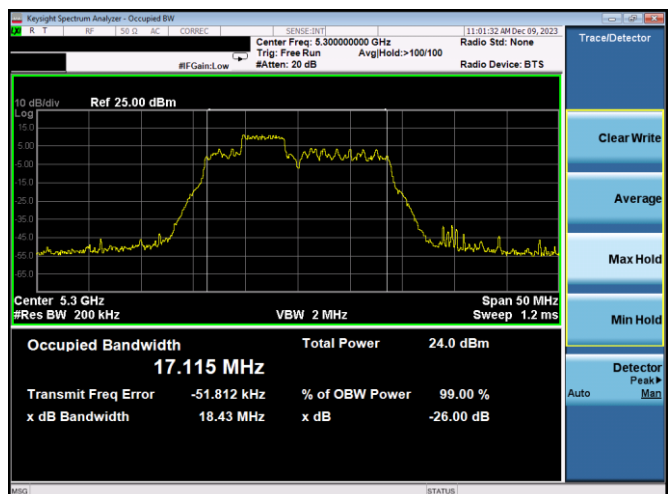 Keysight Spectrum Analyzer - Occupied BW
R T RF 50 Ω AC CORREC SENSE:INT 11:01:32 AM Dec 09, 2023
Center Freq: 5.300000000 GHz Radio Std: None
Trig: Free Run Avg|Hold:>100/100
#IFGain:Low #Atten: 20 dB Radio Device: BTS
10 dB/div Ref 25.00 dBm
Log
15.0
5.00
-5.00
-15.0
-25.0
-35.0
-45.0
-55.0
-65.0
Center 5.3 GHz Span 50 MHz
#Res BW 200 kHz VBW 2 MHz Sweep 1.2 ms
Occupied Bandwidth Total Power 24.0 dBm
17.115 MHz
Transmit Freq Error -51.812 kHz % of OBW Power 99.00 %
x dB Bandwidth 18.43 MHz x dB -26.00 dB
MSG STATUS
Trace/Detector
Clear Write
Average
Max Hold
Min Hold
Detector
Peak▶
Auto Man